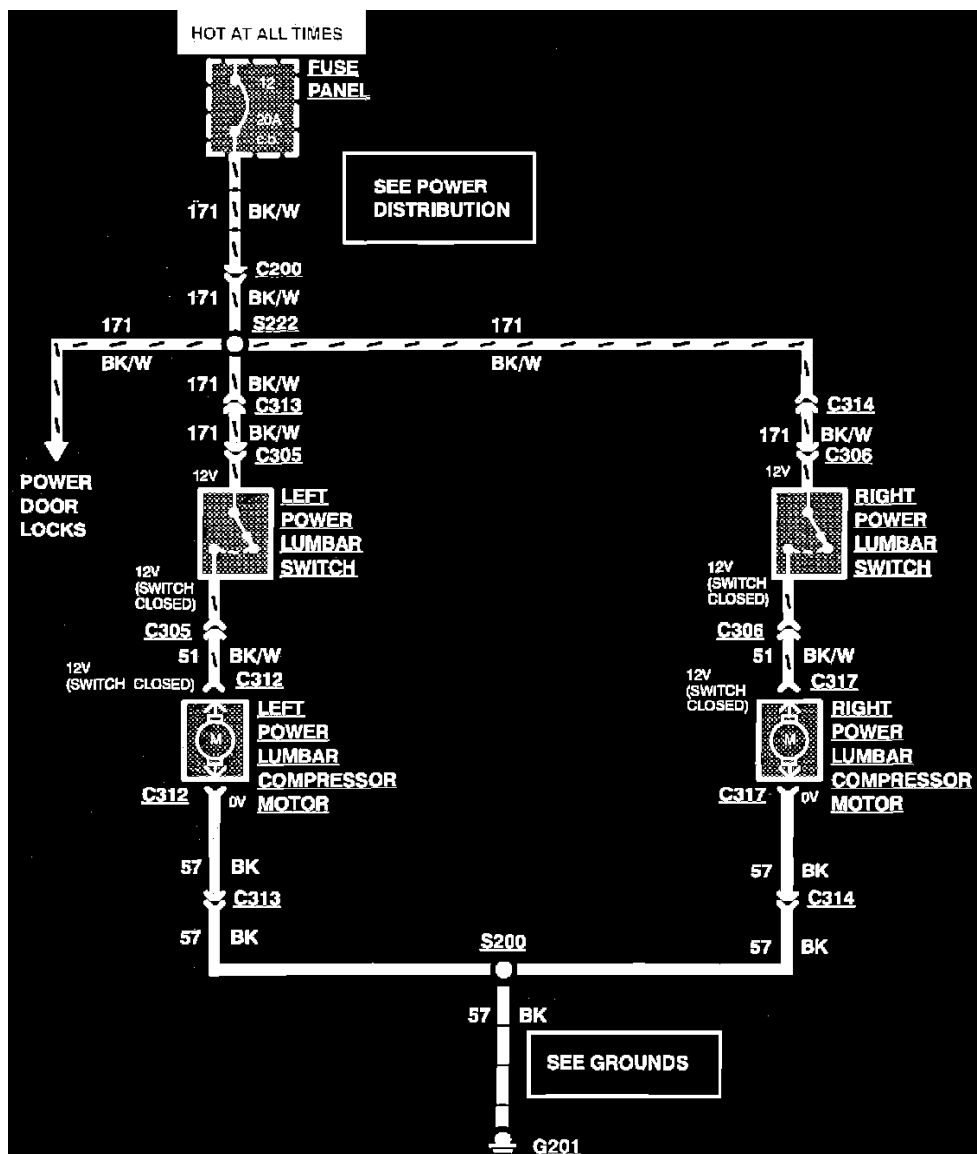 HOT AT ALL TIMES
FUSE
PANEL
12
20A
C.B.
SEE POWER
DISTRIBUTION
171 BK/W
C200
171 BK/W
S222
171
BK/W
171
BK/W
171 BK/W
C313
171 BK/W
C305
12V
C314
171 BK/W
C306
12V
POWER
DOOR
LOCKS
LEFT
POWER
LUMBAR
SWITCH
RIGHT
POWER
LUMBAR
SWITCH
12V
(SWITCH
CLOSED)
C305
51 BK/W
12V
(SWITCH CLOSED)
C312
12V
(SWITCH
CLOSED)
C306
51 BK/W
12V
(SWITCH
CLOSED)
C317
M
LEFT
POWER
LUMBAR
COMPRESSOR
MOTOR
C312
0V
M
RIGHT
POWER
LUMBAR
COMPRESSOR
MOTOR
C317
0V
57 BK
C313
57 BK
57 BK
C314
57 BK
S200
57 BK
SEE GROUNDS
G201